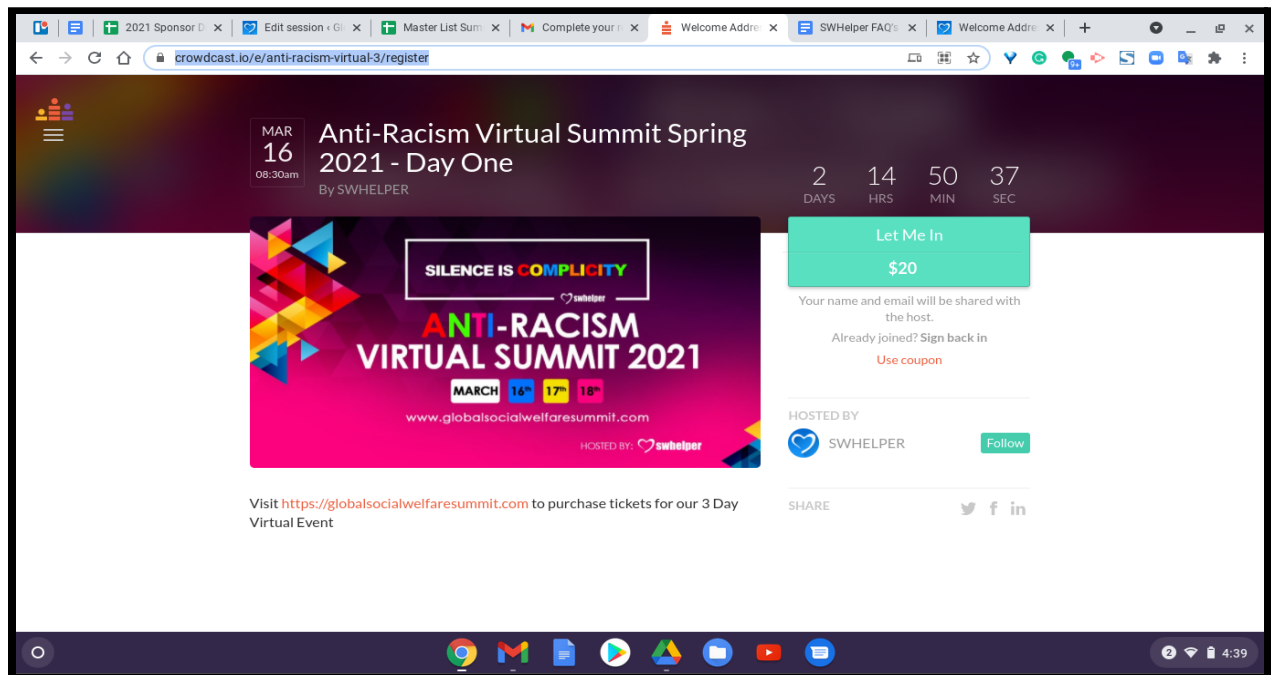 2021 Sponsor D
Edit session ‹ Gl
Master List Sum
Complete your r
Welcome Addre
SWHelper FAQ's
Welcome Addre
crowdcast.io/e/anti-racism-virtual-3/register
9+
MAR
16
08:30am
Anti-Racism Virtual Summit Spring
2021 - Day One
By SWHELPER
2 14 50 37
DAYS HRS MIN SEC
Let Me In
$20
Your name and email will be shared with
the host.
Already joined? Sign back in
Use coupon
SILENCE IS COMPLICITY
swhelper
ANTI-RACISM
VIRTUAL SUMMIT 2021
MARCH 16th 17th 18th
www.globalsocialwelfaresummit.com
HOSTED BY: swhelper
HOSTED BY
SWHELPER
Follow
SHARE
Visit https://globalsocialwelfaresummit.com to purchase tickets for our 3 Day
Virtual Event
2 4:39